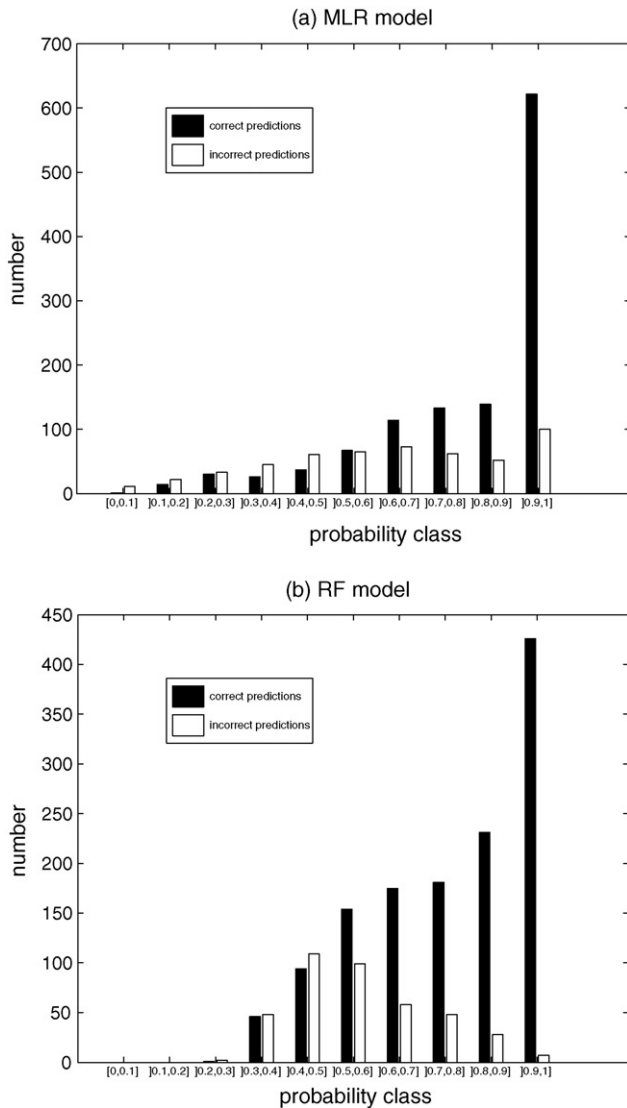 (a) MLR model
700
600
500
400
300
200
100
0
number
correct predictions
incorrect predictions
[0,0.1] ]0.1,0.2] ]0.2,0.3] ]0.3,0.4] ]0.4,0.5] ]0.5,0.6] ]0.6,0.7] ]0.7,0.8] ]0.8,0.9] ]0.9,1]
probability class
(b) RF model
450
400
350
300
250
200
150
100
50
0
number
correct predictions
incorrect predictions
[0,0.1] ]0.1,0.2] ]0.2,0.3] ]0.3,0.4] ]0.4,0.5] ]0.5,0.6] ]0.6,0.7] ]0.7,0.8] ]0.8,0.9] ]0.9,1]
probability class